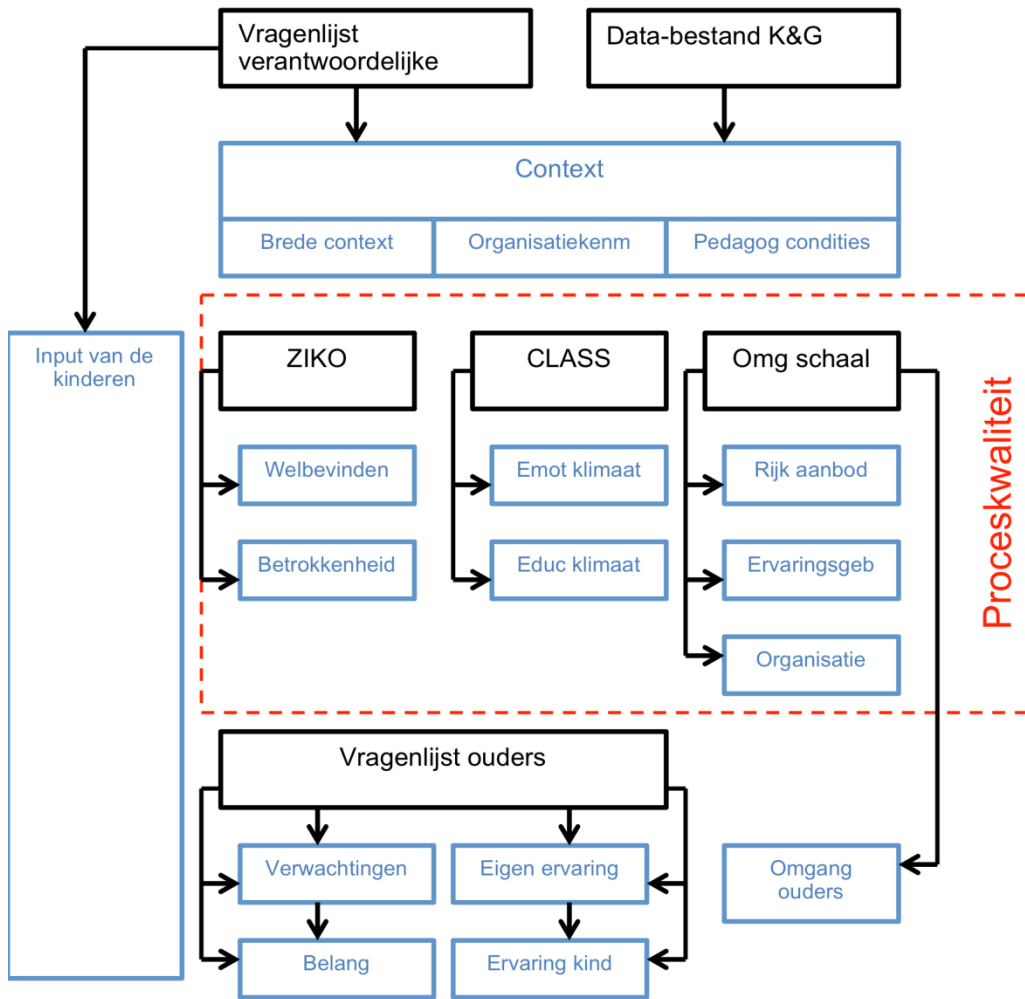 Vragenlijst
verantwoordelijke
Data-bestand K&G
Context
Brede context
Organisatiekenm
Pedagog condities
Input van de
kinderen
ZIKO
CLASS
Omg schaal
Welbevinden
Emot klimaat
Rijk aanbod
Betrokkenheid
Educ klimaat
Ervaringsgeb
Organisatie
Proceskwaliteit
Vragenlijst ouders
Verwachtingen
Eigen ervaring
Omgang
ouders
Belang
Ervaring kind